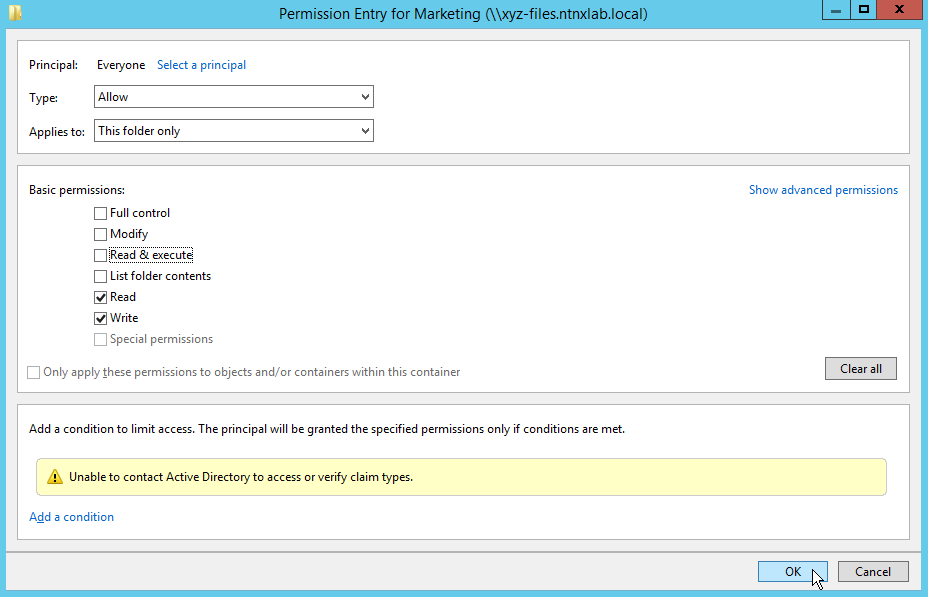 Permission Entry for Marketing (\\xyz-files.ntnxlab.local)
Principal: Everyone Select a principal
Type: Allow
Applies to: This folder only
Basic permissions: Show advanced permissions
Full control
Modify
Read & execute
List folder contents
Read
Write
Special permissions
Only apply these permissions to objects and/or containers within this container
Clear all
Add a condition to limit access. The principal will be granted the specified permissions only if conditions are met.
Unable to contact Active Directory to access or verify claim types.
Add a condition
OK Cancel